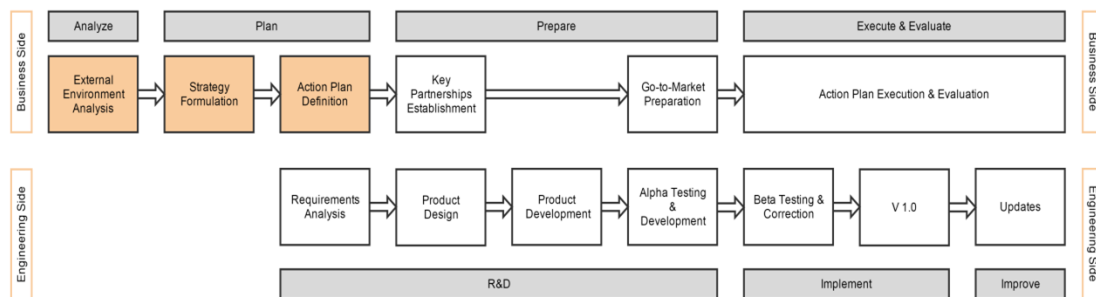 Analyze
Plan
Prepare
Execute & Evaluate
Business Side
External
Environment
Analysis
Strategy
Formulation
Action Plan
Definition
Key
Partnerships
Establishment
Go-to-Market
Preparation
Action Plan Execution & Evaluation
Business Side
Engineering Side
Requirements
Analysis
Product
Design
Product
Development
Alpha Testing
&
Development
Beta Testing &
Correction
V 1.0
Updates
Engineering Side
R&D
Implement
Improve